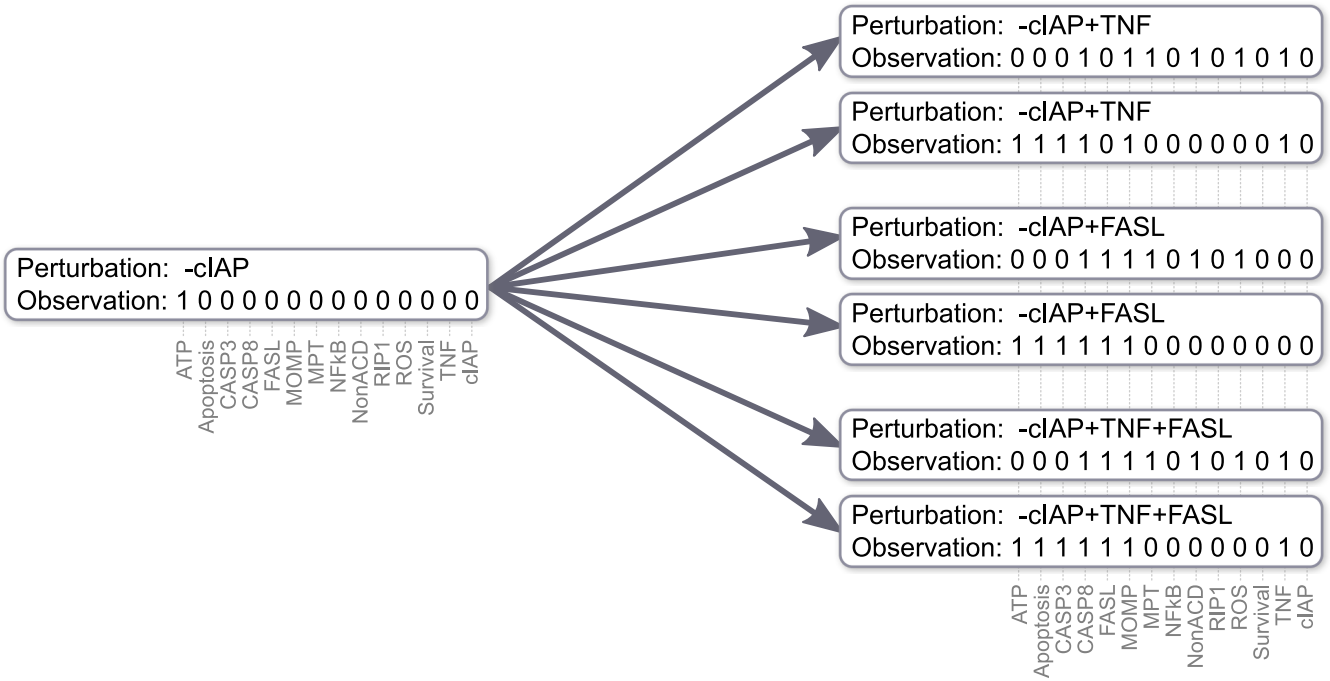 Perturbation: -cIAP+TNF
Observation: 0 0 0 1 0 1 1 0 1 0 1 0 1 0
Perturbation: -cIAP+TNF
Observation: 1 1 1 1 0 1 0 0 0 0 0 0 1 0
Perturbation: -cIAP+FASL
Observation: 0 0 0 1 1 1 1 0 1 0 1 0 0 0
Perturbation: -cIAP
Observation: 1 0 0 0 0 0 0 0 0 0 0 0 0 0
ATP
Apoptosis
CASP3
CASP8
FASL
MOMP
MPT
NFkB
NonACD
RIP1
ROS
Survival
TNF
cIAP
Perturbation: -cIAP+FASL
Observation: 1 1 1 1 1 1 0 0 0 0 0 0 0 0
Perturbation: -cIAP+TNF+FASL
Observation: 0 0 0 1 1 1 1 0 1 0 1 0 1 0
Perturbation: -cIAP+TNF+FASL
Observation: 1 1 1 1 1 1 0 0 0 0 0 0 1 0
ATP
Apoptosis
CASP3
CASP8
FASL
MOMP
MPT
NFkB
NonACD
RIP1
ROS
Survival
TNF
cIAP